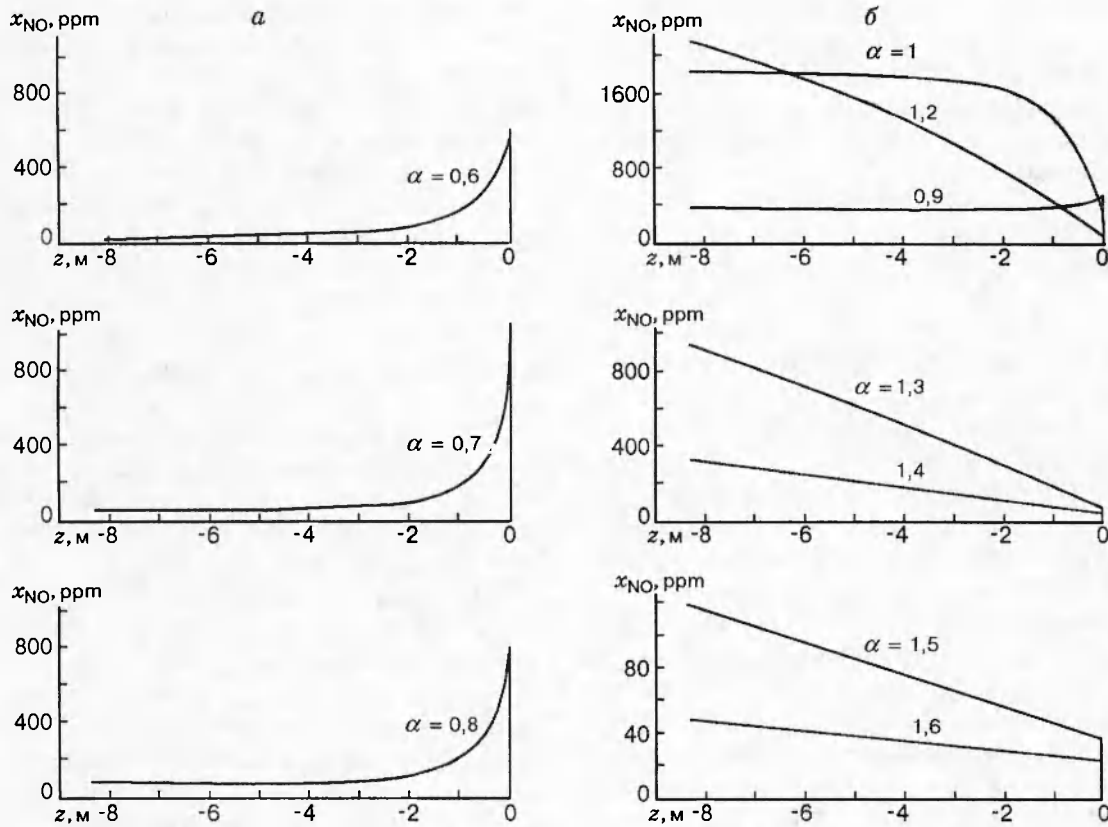 а
x_NO, ppm
800
400
0
α = 0,6
z, м -8 -6 -4 -2 0
x_NO, ppm
800
400
0
α = 0,7
z, м -8 -6 -4 -2 0
x_NO, ppm
800
400
0
α = 0,8
z, м -8 -6 -4 -2 0
б
x_NO, ppm
α = 1
1600
1,2
800
0,9
0
z, м -8 -6 -4 -2 0
x_NO, ppm
800
α = 1,3
400
1,4
0
z, м -8 -6 -4 -2 0
x_NO, ppm
α = 1,5
80
1,6
40
0
z, м -8 -6 -4 -2 0